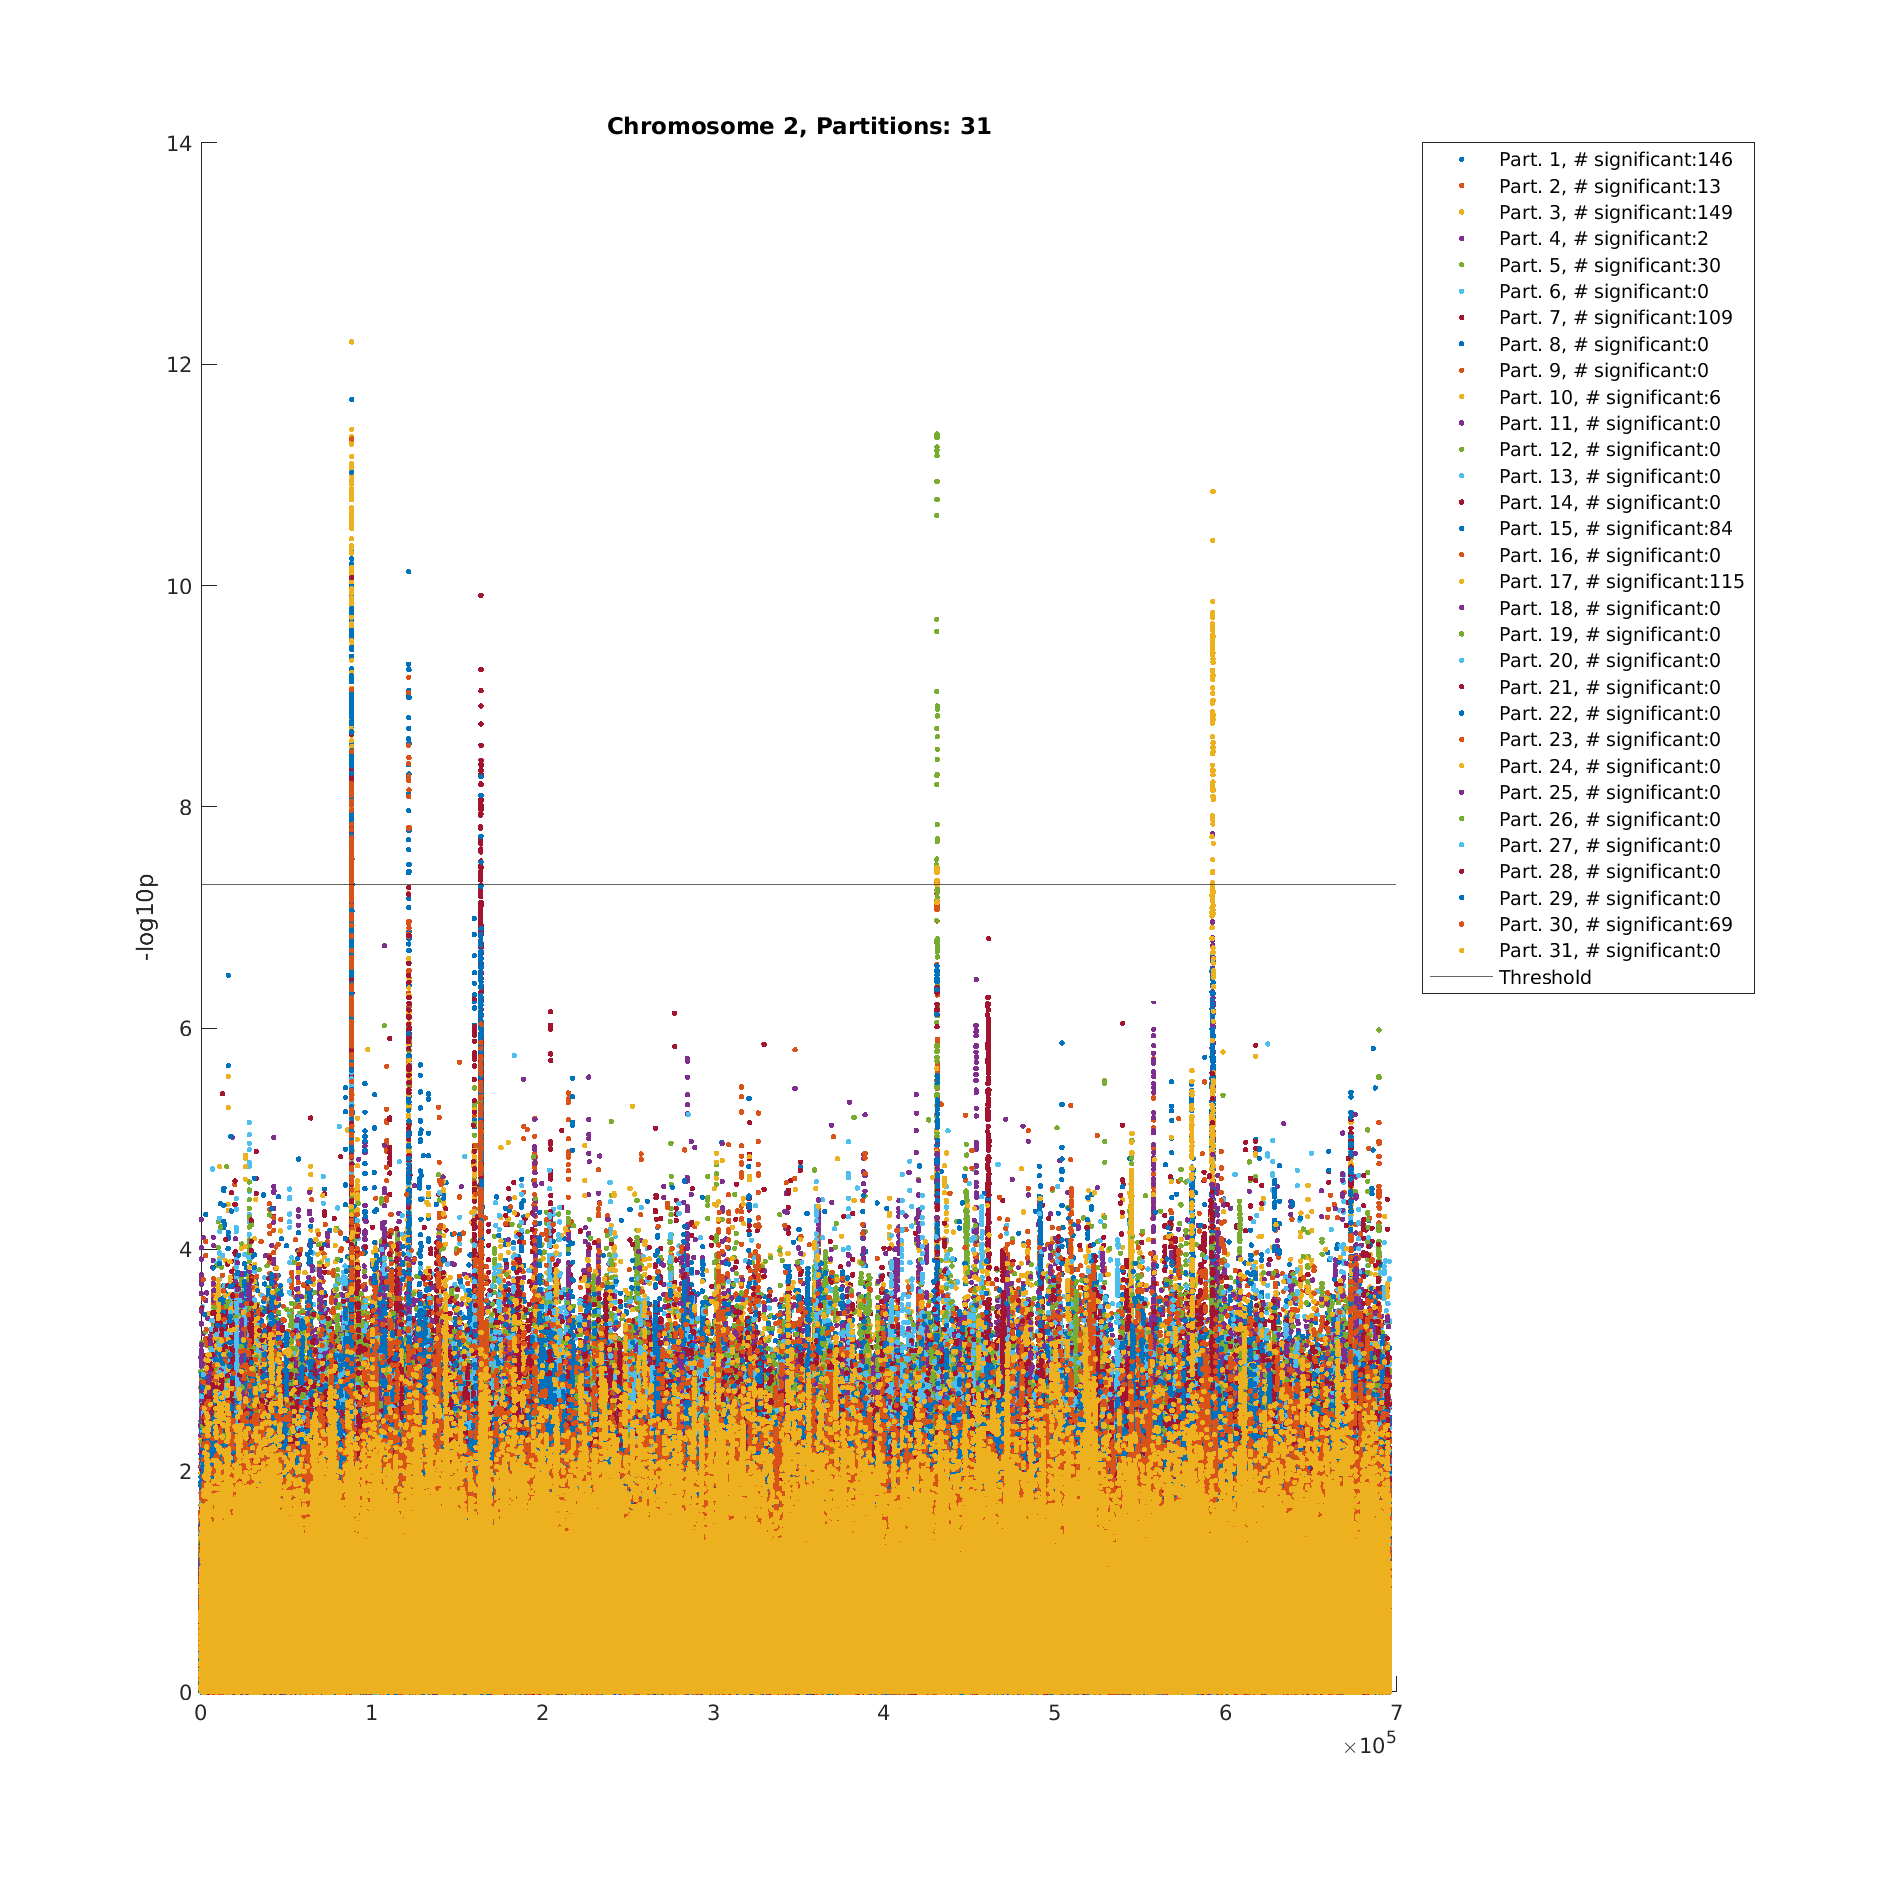 Chromosome 2, Partitions: 31
14
12
10
8
6
4
2
0
-log10p
0 1 2 3 4 5 6 7
×10^5
Part. 1, # significant:146
Part. 2, # significant:13
Part. 3, # significant:149
Part. 4, # significant:2
Part. 5, # significant:30
Part. 6, # significant:0
Part. 7, # significant:109
Part. 8, # significant:0
Part. 9, # significant:0
Part. 10, # significant:6
Part. 11, # significant:0
Part. 12, # significant:0
Part. 13, # significant:0
Part. 14, # significant:0
Part. 15, # significant:84
Part. 16, # significant:0
Part. 17, # significant:115
Part. 18, # significant:0
Part. 19, # significant:0
Part. 20, # significant:0
Part. 21, # significant:0
Part. 22, # significant:0
Part. 23, # significant:0
Part. 24, # significant:0
Part. 25, # significant:0
Part. 26, # significant:0
Part. 27, # significant:0
Part. 28, # significant:0
Part. 29, # significant:0
Part. 30, # significant:69
Part. 31, # significant:0
Threshold